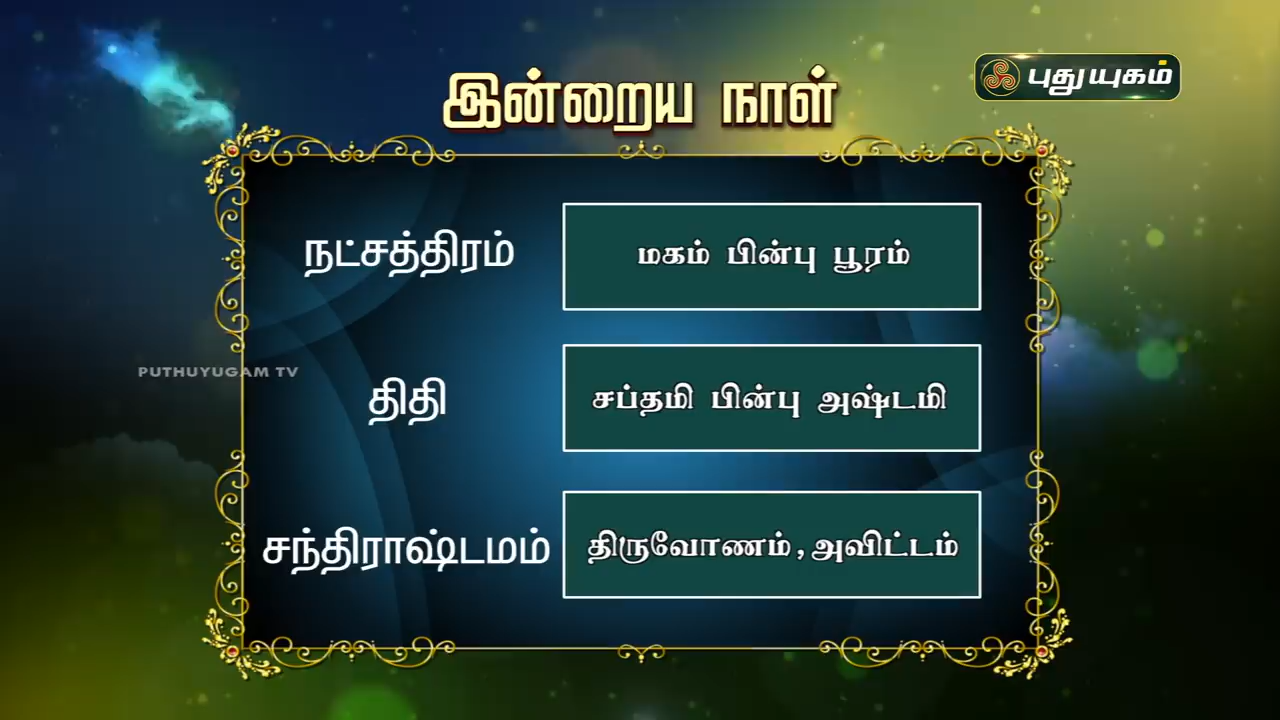 இன்றைய நாள்
புதுயுகம்
நட்சத்திரம்
மகம் பின்பு பூரம்
PUTHUYUGAM TV
திதி
சப்தமி பின்பு அஷ்டமி
சந்திராஷ்டமம்
திருவோணம்,அவிட்டம்